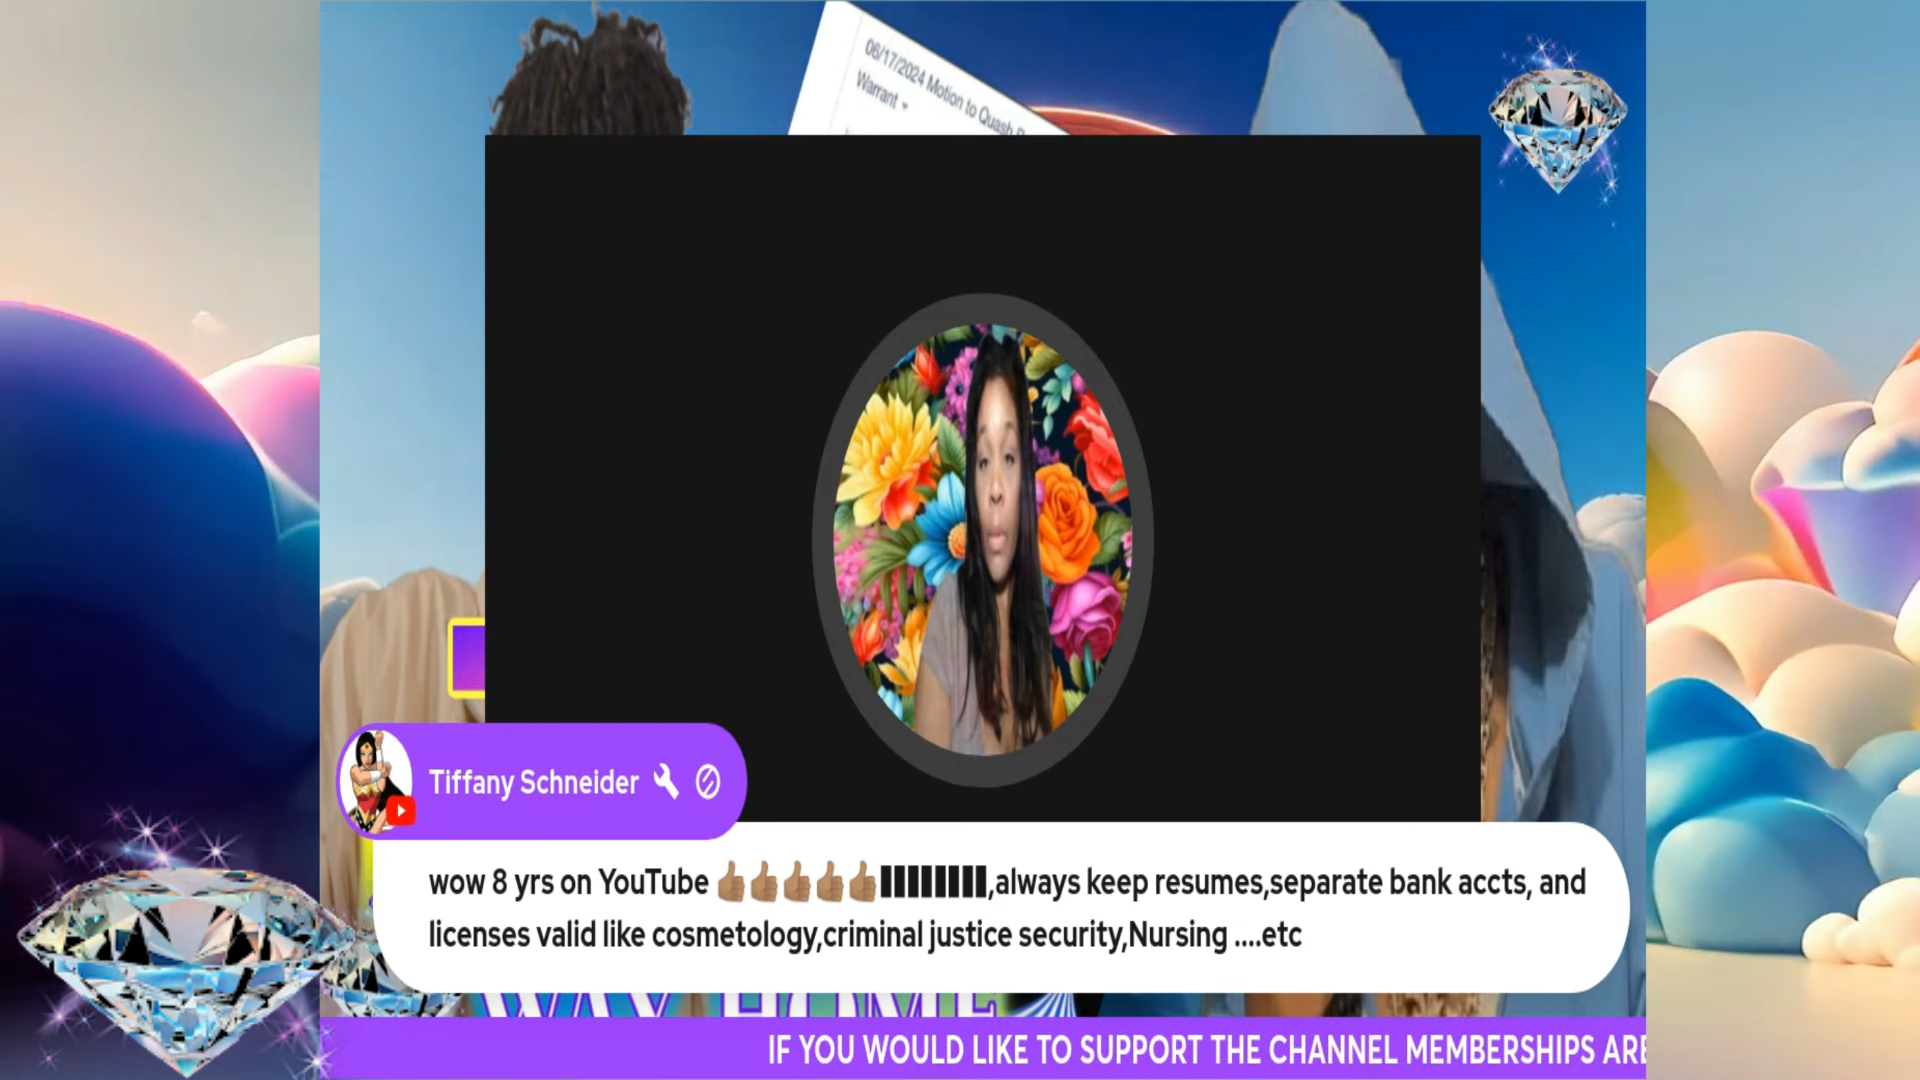 06/17/2024 Motion to Quash
Warrant
Tiffany Schneider
wow 8 yrs on YouTube 👍🏽👍🏽👍🏽👍🏽👍🏽▮▮▮▮▮▮▮▮,always keep resumes,separate bank accts, and
licenses valid like cosmetology,criminal justice security,Nursing ....etc
WAY HOME
IF YOU WOULD LIKE TO SUPPORT THE CHANNEL MEMBERSHIPS ARE